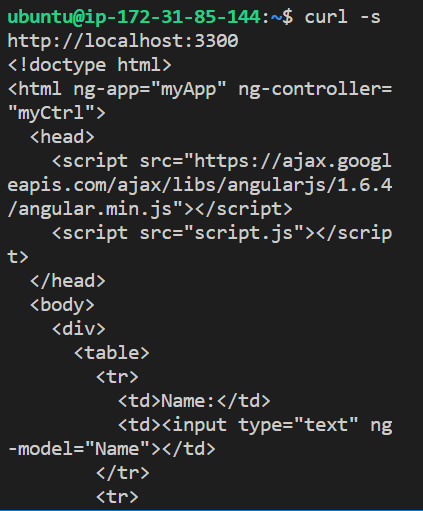 ubuntu@ip-172-31-85-144:~$ curl -s
http://localhost:3300
<!doctype html>
<html ng-app="myApp" ng-controller=
"myCtrl">
  <head>
    <script src="https://ajax.googl
eapis.com/ajax/libs/angularjs/1.6.4
/angular.min.js"></script>
    <script src="script.js"></scrip
t>
  </head>
  <body>
    <div>
      <table>
        <tr>
          <td>Name:</td>
          <td><input type="text" ng
-model="Name"></td>
        </tr>
        <tr>